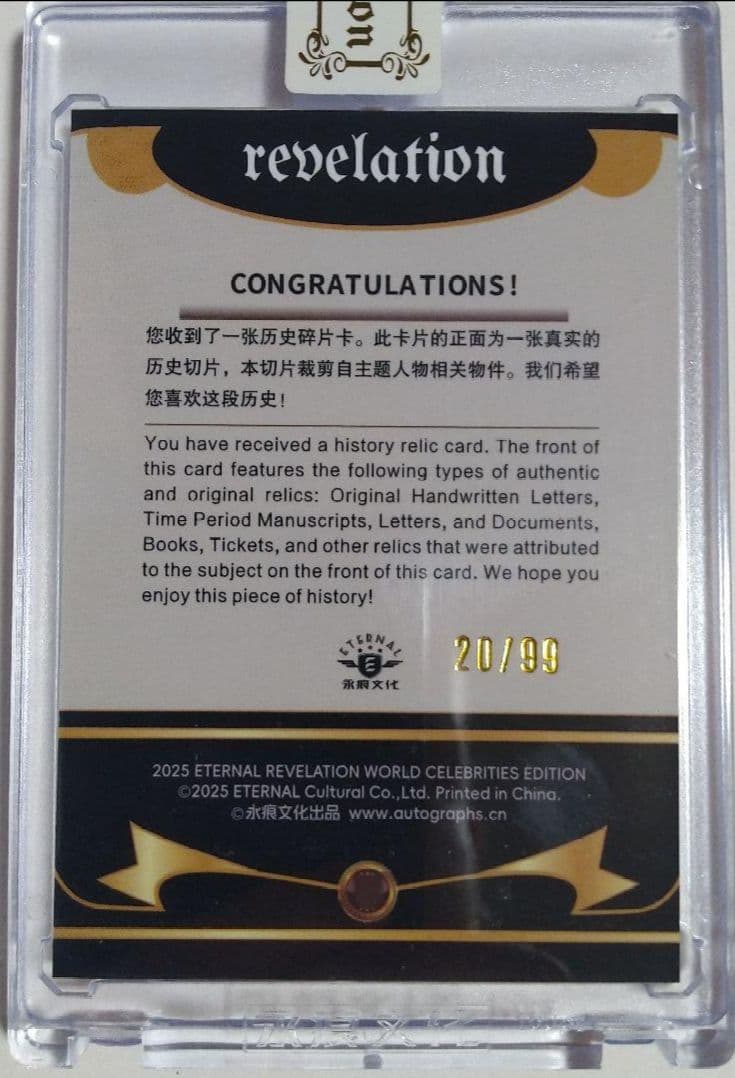 on
revelation
CONGRATULATIONS!
您收到了一张历史碎片卡。此卡片的正面为一张真实的
历史切片，本切片裁剪自主题人物相关物件。我们希望
您喜欢这段历史!
You have received a history relic card. The front of
this card features the following types of authentic
and original relics: Original Handwritten Letters,
Time Period Manuscripts, Letters, and Documents,
Books, Tickets, and other relics that were attributed
to the subject on the front of this card. We hope you
enjoy this piece of history!
ETERNAL
E
永痕文化
20/99
2025 ETERNAL REVELATION WORLD CELEBRITIES EDITION
©2025 ETERNAL Cultural Co.,Ltd. Printed in China.
©永痕文化出品 www.autographs.cn
永痕文化